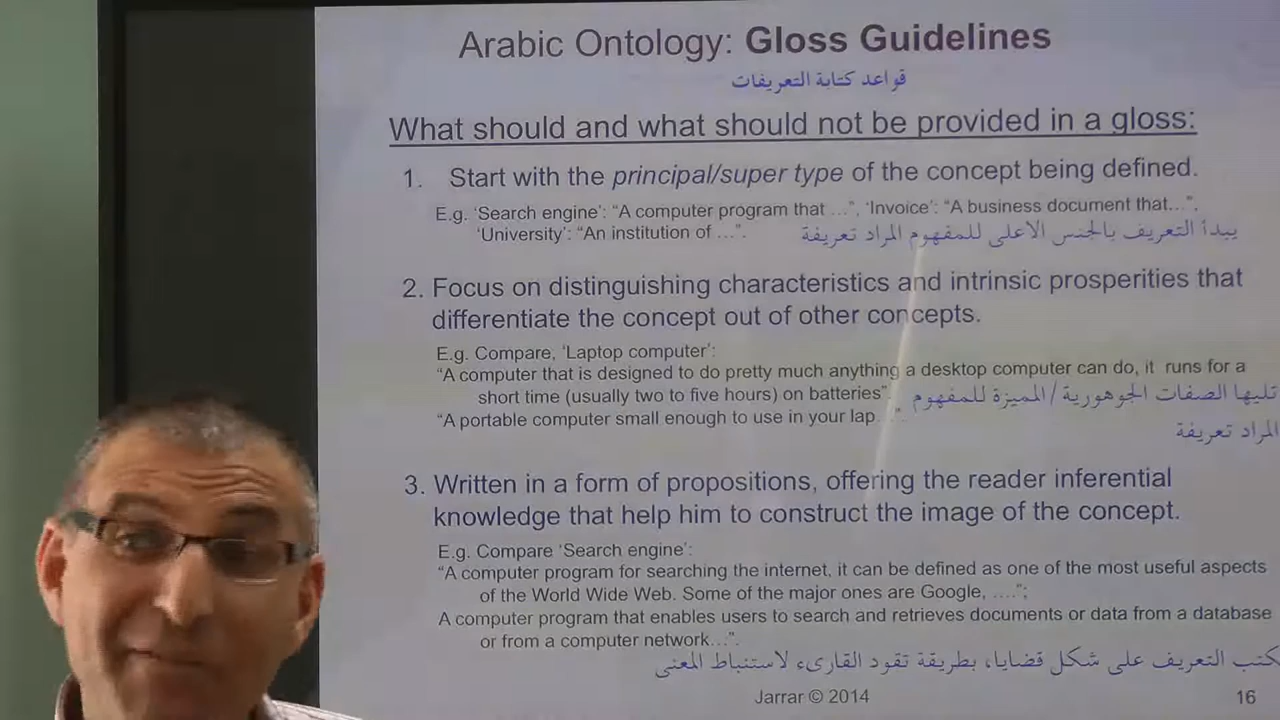 Arabic Ontology: Gloss Guidelines
قواعد كتابة التعريفات
What should and what should not be provided in a gloss:
1. Start with the principal/super type of the concept being defined.
E.g. ‘Search engine’: “A computer program that …”, ‘Invoice’: “A business document that…”,
‘University’: “An institution of …”.
يبدأ التعريف بالجنس الاعلى للمفهوم المراد تعريفة
2. Focus on distinguishing characteristics and intrinsic prosperities that
differentiate the concept out of other concepts.
E.g. Compare, ‘Laptop computer’:
“A computer that is designed to do pretty much anything a desktop computer can do, it runs for a
short time (usually two to five hours) on batteries”.
“A portable computer small enough to use in your lap…”.
تليها الصفات الجوهرية/المميزة للمفهوم
المراد تعريفة
3. Written in a form of propositions, offering the reader inferential
knowledge that help him to construct the image of the concept.
E.g. Compare ‘Search engine’:
“A computer program for searching the internet, it can be defined as one of the most useful aspects
of the World Wide Web. Some of the major ones are Google, ….”;
A computer program that enables users to search and retrieves documents or data from a database
or from a computer network…”.
كتب التعريف على شكل قضايا، بطريقة تقود القارىء لاستنباط المعنى
Jarrar © 2014
16